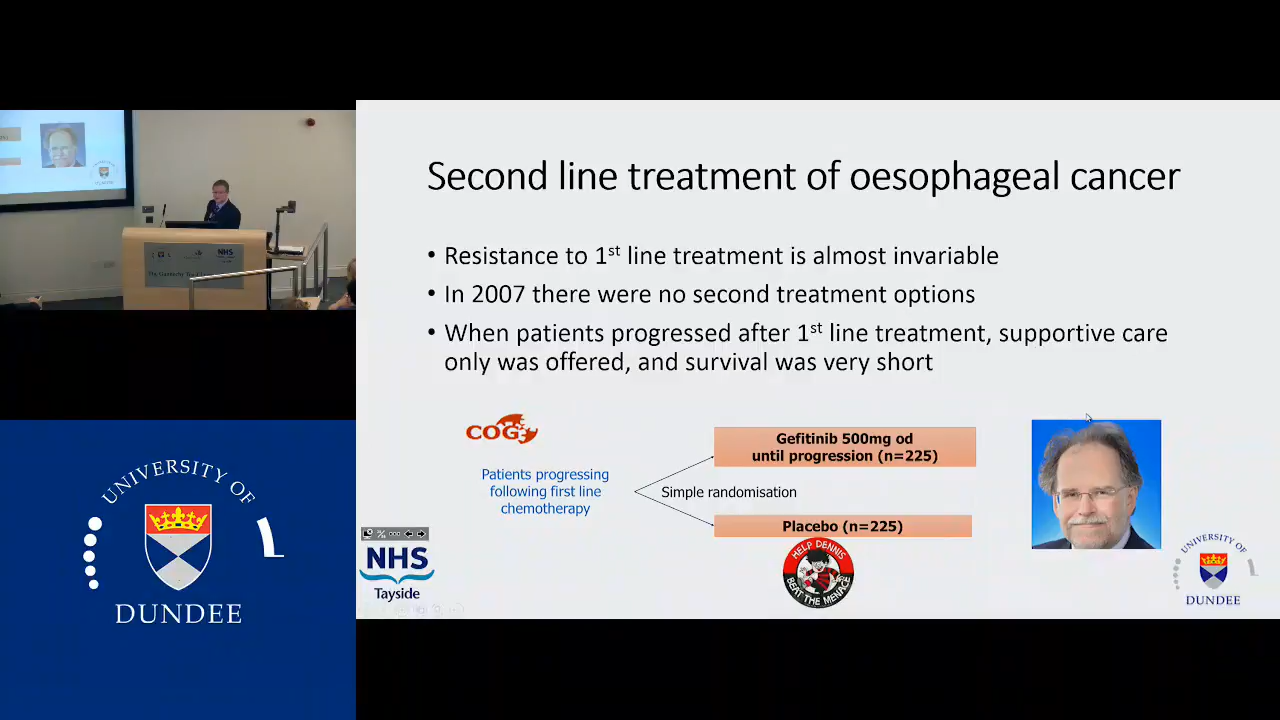 Second line treatment of oesophageal cancer
• Resistance to 1st line treatment is almost invariable
• In 2007 there were no second treatment options
• When patients progressed after 1st line treatment, supportive care
only was offered, and survival was very short
COG
Patients progressing
following first line
chemotherapy
Simple randomisation
Gefitinib 500mg od
until progression (n=225)
Placebo (n=225)
HELP DENNIS
BEAT THE MENACE
NHS
Tayside
UNIVERSITY OF
DUNDEE
UNIVERSITY OF
DUNDEE
NHS